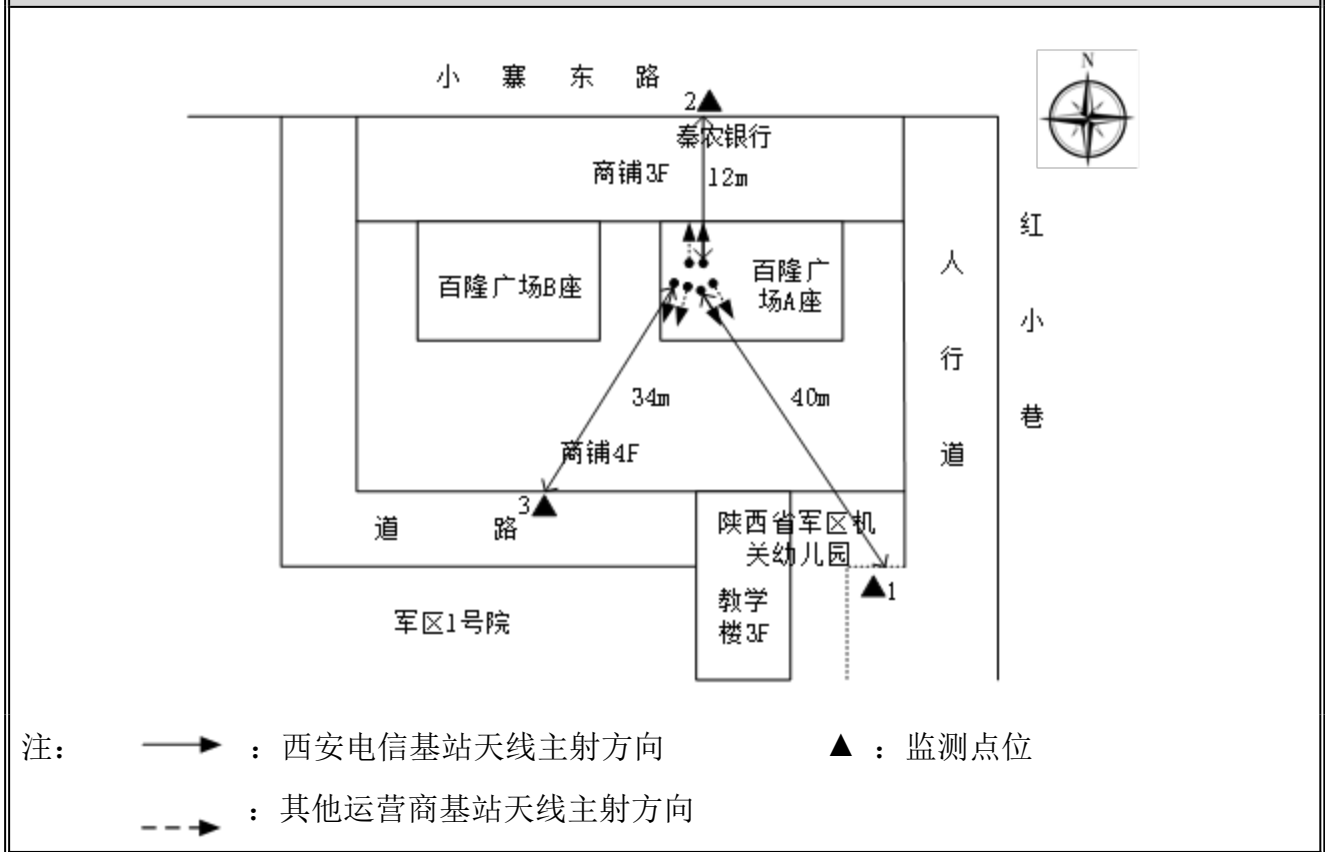 N
小寨东路
2
秦农银行
商铺3F
12m
红小巷
人行道
百隆广场B座
百隆广
场A座
34m
40m
商铺4F
3
道路
陕西省军区机
关幼儿园
1
教学
楼3F
军区1号院
注：
：西安电信基站天线主射方向
▲：监测点位
：其他运营商基站天线主射方向